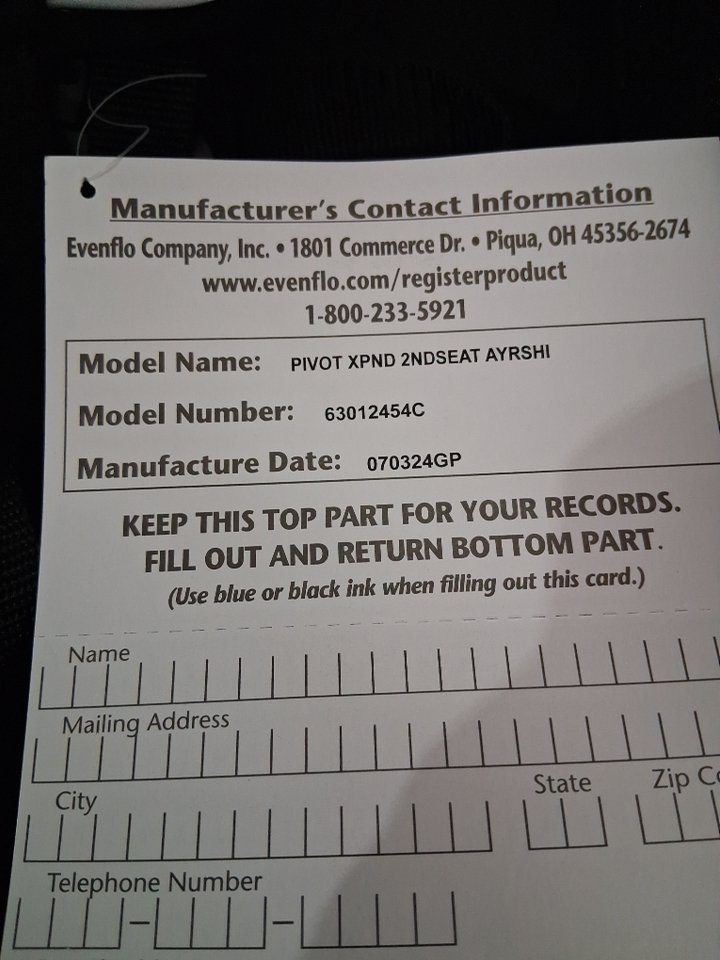 Manufacturer's Contact Information
Evenflo Company, Inc. • 1801 Commerce Dr. • Piqua, OH 45356-2674
www.evenflo.com/registerproduct
1-800-233-5921
Model Name: PIVOT XPND 2NDSEAT AYRSHI
Model Number: 63012454C
Manufacture Date: 070324GP
KEEP THIS TOP PART FOR YOUR RECORDS.
FILL OUT AND RETURN BOTTOM PART.
(Use blue or black ink when filling out this card.)
Name
Mailing Address
City State Zip Co
Telephone Number